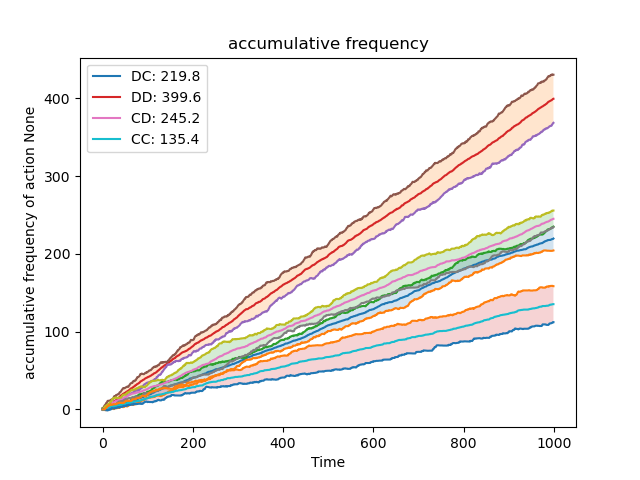 accumulative frequency
accumulative frequency of action None
DC: 219.8
DD: 399.6
CD: 245.2
CC: 135.4
400
300
200
100
0
0 200 400 600 800 1000
Time